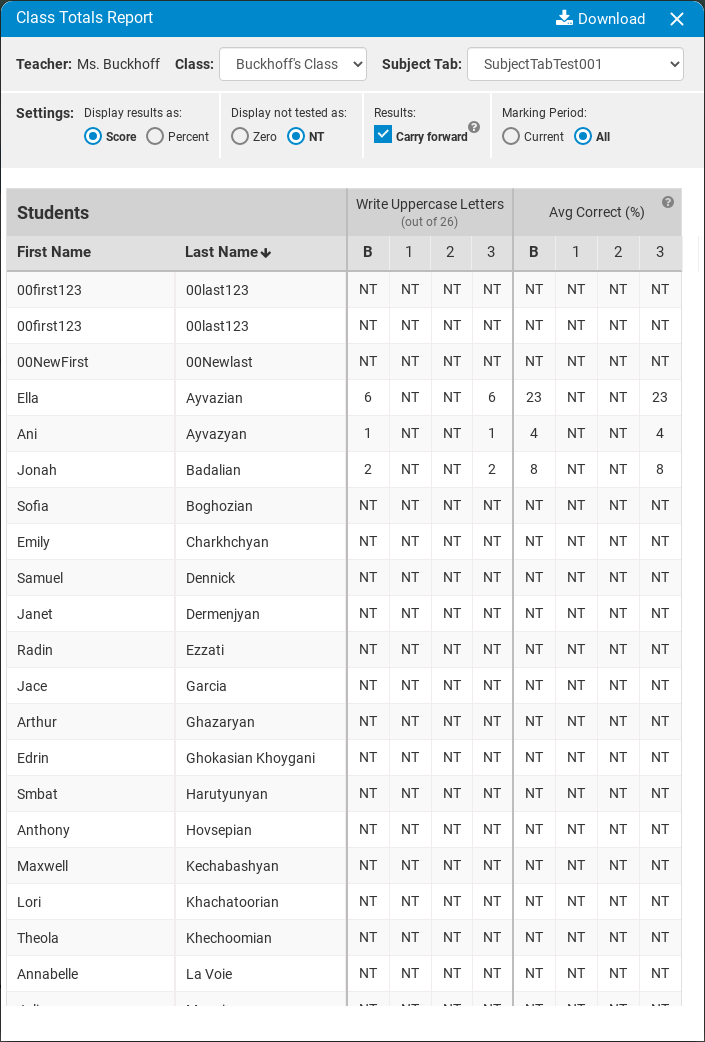 Class Totals Report Download
Teacher: Ms. Buckhoff Class: Buckhoff's Class Subject Tab: SubjectTabTest001
Settings: Display results as: Display not tested as: Results: Marking Period:
Score Percent Zero NT Carry forward ? Current All
Students Write Uppercase Letters (out of 26) Avg Correct (%) ?
First Name Last Name B 1 2 3 B 1 2 3
00first123 00last123 NT NT NT NT NT NT NT NT
00first123 00last123 NT NT NT NT NT NT NT NT
00NewFirst 00Newlast NT NT NT NT NT NT NT NT
Ella Ayvazian 6 NT NT 6 23 NT NT 23
Ani Ayvazyan 1 NT NT 1 4 NT NT 4
Jonah Badalian 2 NT NT 2 8 NT NT 8
Sofia Boghozian NT NT NT NT NT NT NT NT
Emily Charkhchyan NT NT NT NT NT NT NT NT
Samuel Dennick NT NT NT NT NT NT NT NT
Janet Dermenjyan NT NT NT NT NT NT NT NT
Radin Ezzati NT NT NT NT NT NT NT NT
Jace Garcia NT NT NT NT NT NT NT NT
Arthur Ghazaryan NT NT NT NT NT NT NT NT
Edrin Ghokasian Khoygani NT NT NT NT NT NT NT NT
Smbat Harutyunyan NT NT NT NT NT NT NT NT
Anthony Hovsepian NT NT NT NT NT NT NT NT
Maxwell Kechabashyan NT NT NT NT NT NT NT NT
Lori Khachatoorian NT NT NT NT NT NT NT NT
Theola Khechoomian NT NT NT NT NT NT NT NT
Annabelle La Voie NT NT NT NT NT NT NT NT